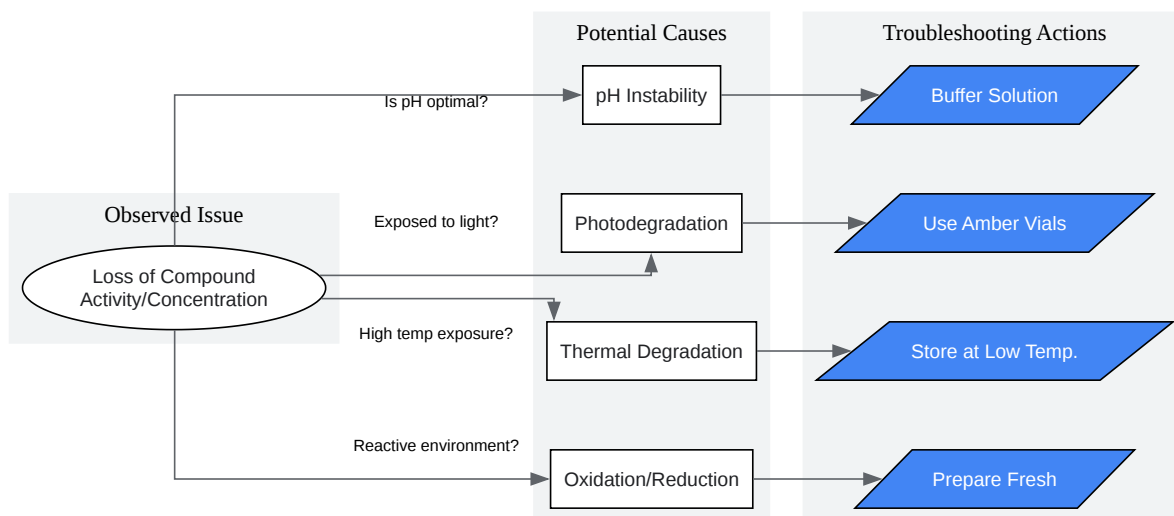 Potential Causes
Troubleshooting Actions
Is pH optimal?
pH Instability
Buffer Solution
Observed Issue
Exposed to light?
Photodegradation
Use Amber Vials
Loss of Compound
Activity/Concentration
High temp exposure?
Thermal Degradation
Store at Low Temp.
Reactive environment?
Oxidation/Reduction
Prepare Fresh